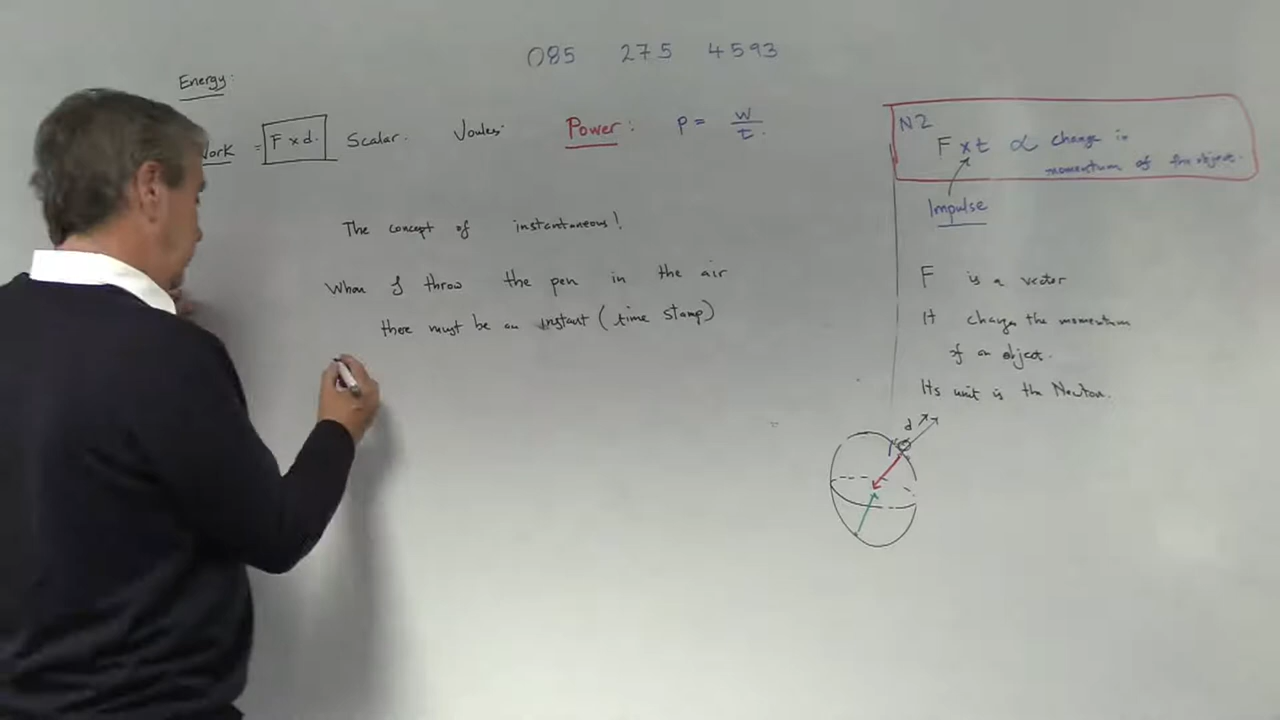 085 275 4593
Energy:
Work = F x d. Scalar. Joules: Power: P = W / t.
The concept of instantaneous!
When I throw the pen in the air
there must be an instant (time stamp)
N2
F x t ∝ change in
momentum of the object.
Impulse
F is a vector
It change the momentum
of an object.
Its unit is the Newton.
d